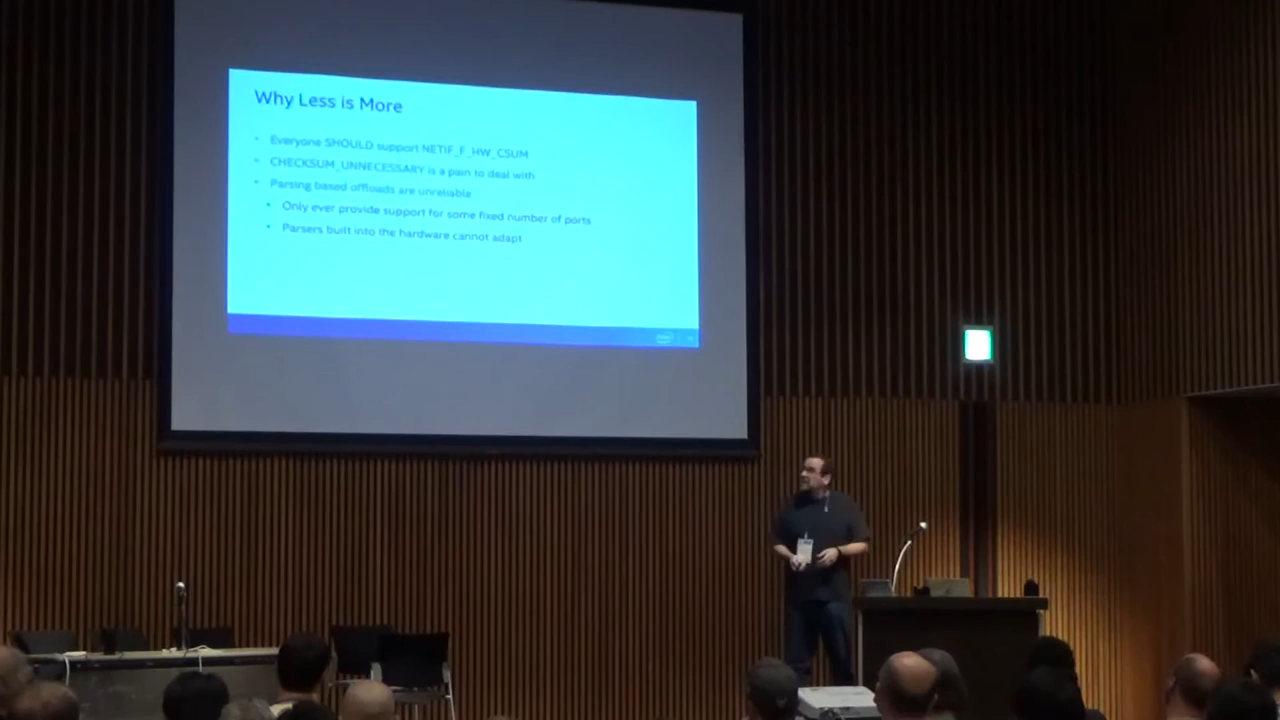 Why Less is More
Everyone SHOULD support NETIF_F_HW_CSUM
CHECKSUM_UNNECESSARY is a pain to deal with
Parsing based offloads are unreliable
Only ever provide support for some fixed number of ports
Parsers built into the hardware cannot adapt